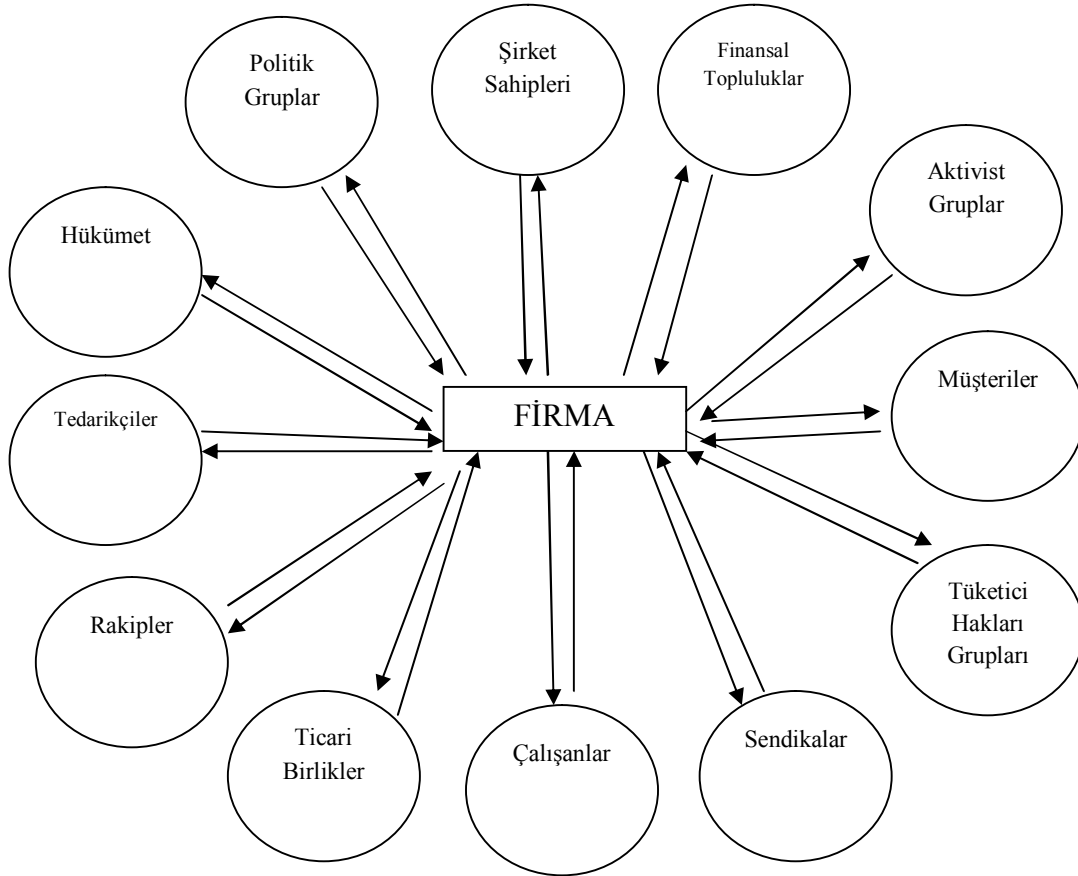 Politik
Gruplar
Şirket
Sahipleri
Finansal
Topluluklar
Aktivist
Gruplar
Hükümet
Müşteriler
FİRMA
Tedarikçiler
Tüketici
Hakları
Grupları
Rakipler
Ticari
Birlikler
Çalışanlar
Sendikalar